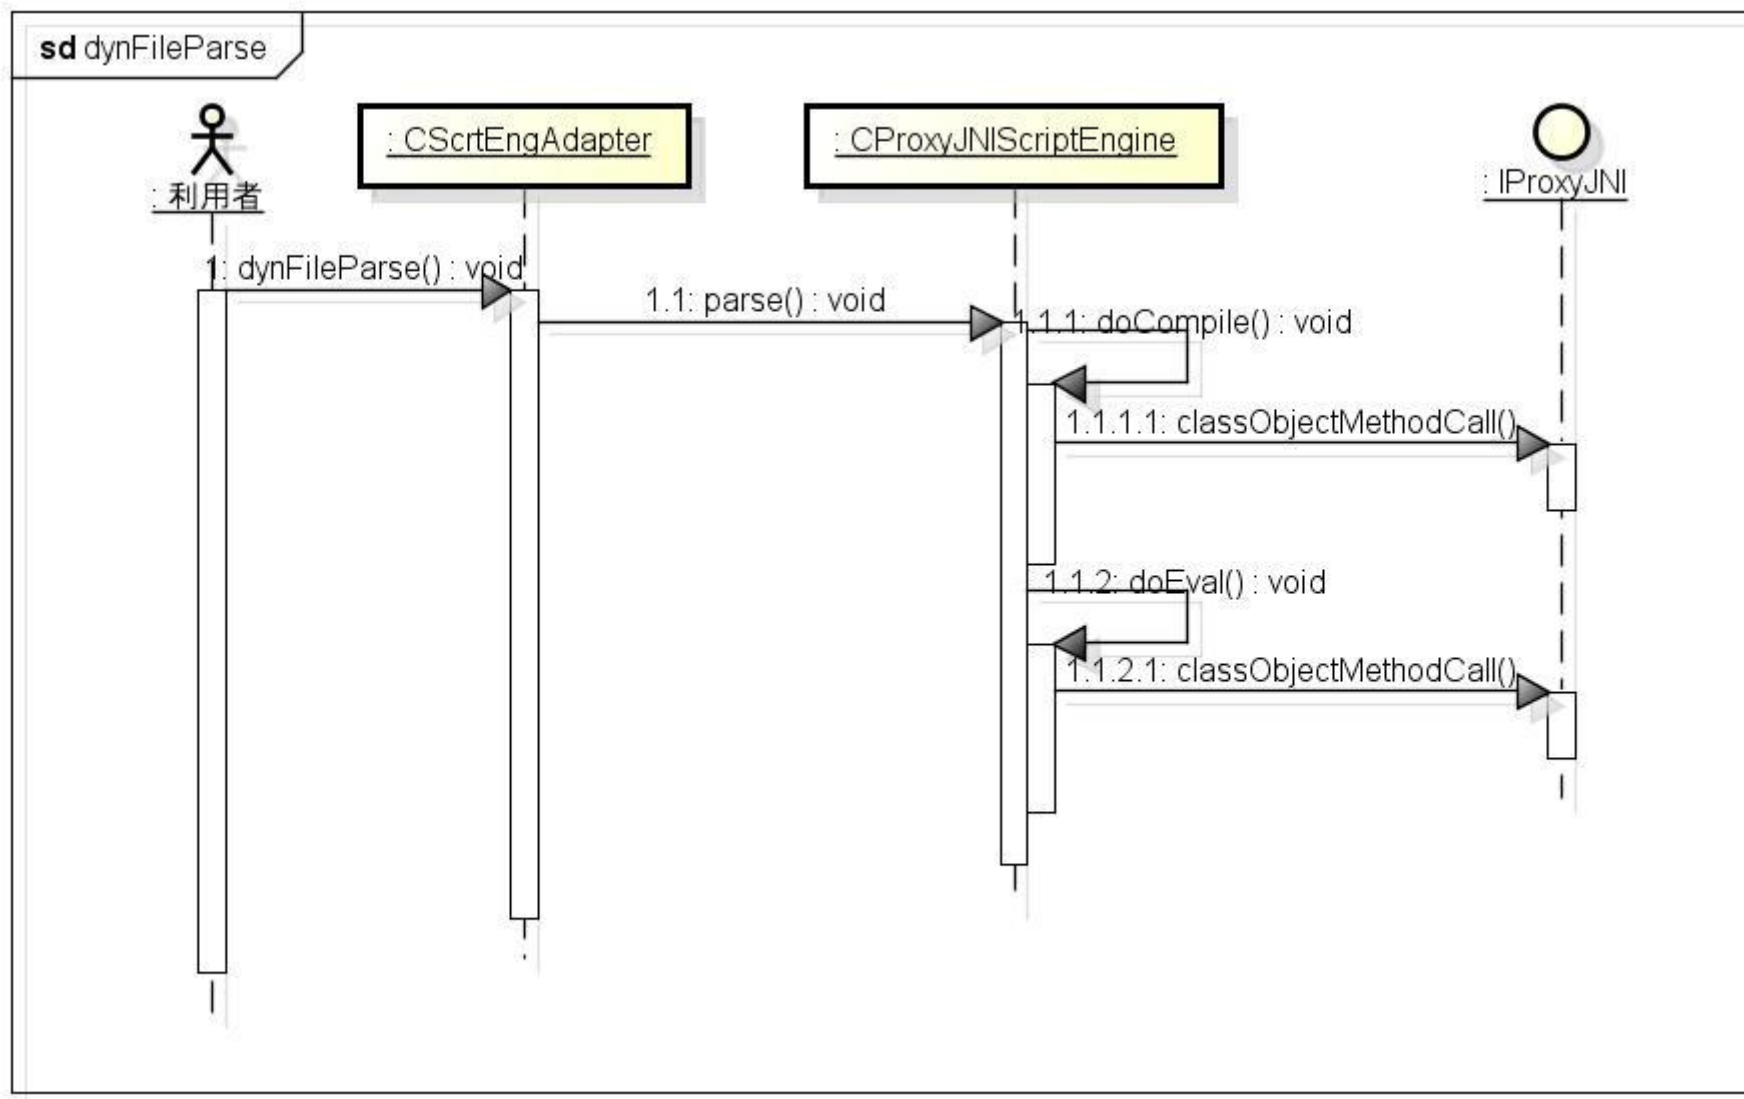 sd dynFileParse
: CScrtEngAdapter
: CProxyJNIScriptEngine
: 利用者
: IProxyJNI
1: dynFileParse() : void
1.1: parse() : void
1.1.1: doCompile() : void
1.1.1.1: classObjectMethodCall()
1.1.2: doEval() : void
1.1.2.1: classObjectMethodCall()